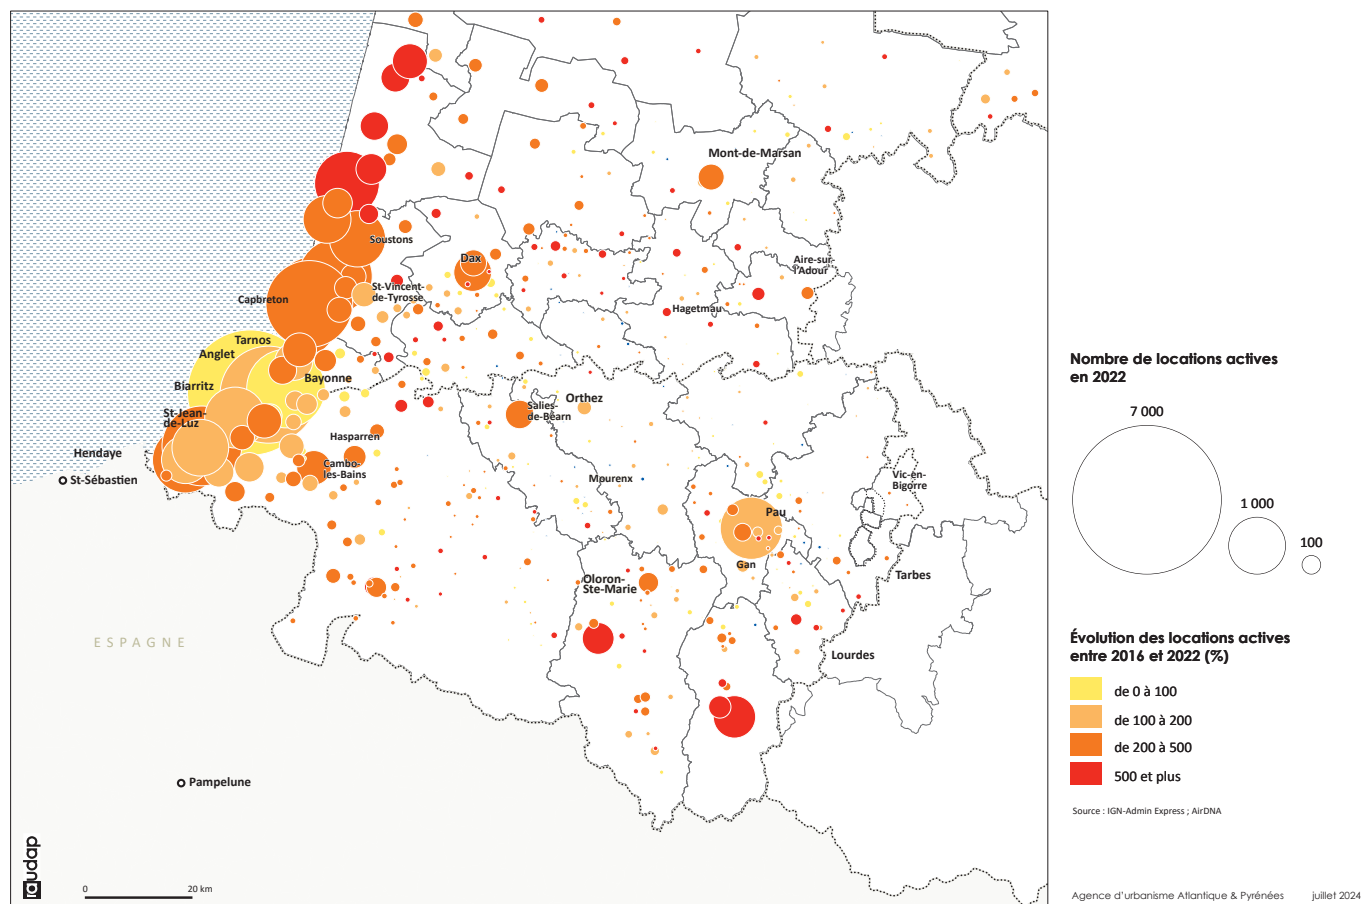 Mont-de-Marsan
Soustons
Dax
Aire-sur-
l'Adour
St-Vincent-
de-Tyrosse
Capbreton
Hagetmau
Tarnos
Anglet
Biarritz
Bayonne
Orthez
Salies-
de-Béarn
St-Jean-
de-Luz
Hasparren
Hendaye
Cambo-
les-Bains
St-Sébastien
Mourenx
Vic-en-
Bigorre
Pau
Gan
Oloron-
Ste-Marie
Tarbes
ESPAGNE
Lourdes
Pampelune
audap
0 20 km
Nombre de locations actives
en 2022
7 000
1 000
100
Évolution des locations actives
entre 2016 et 2022 (%)
de 0 à 100
de 100 à 200
de 200 à 500
500 et plus
Source : IGN-Admin Express ; AirDNA
Agence d'urbanisme Atlantique & Pyrénées juillet 2024